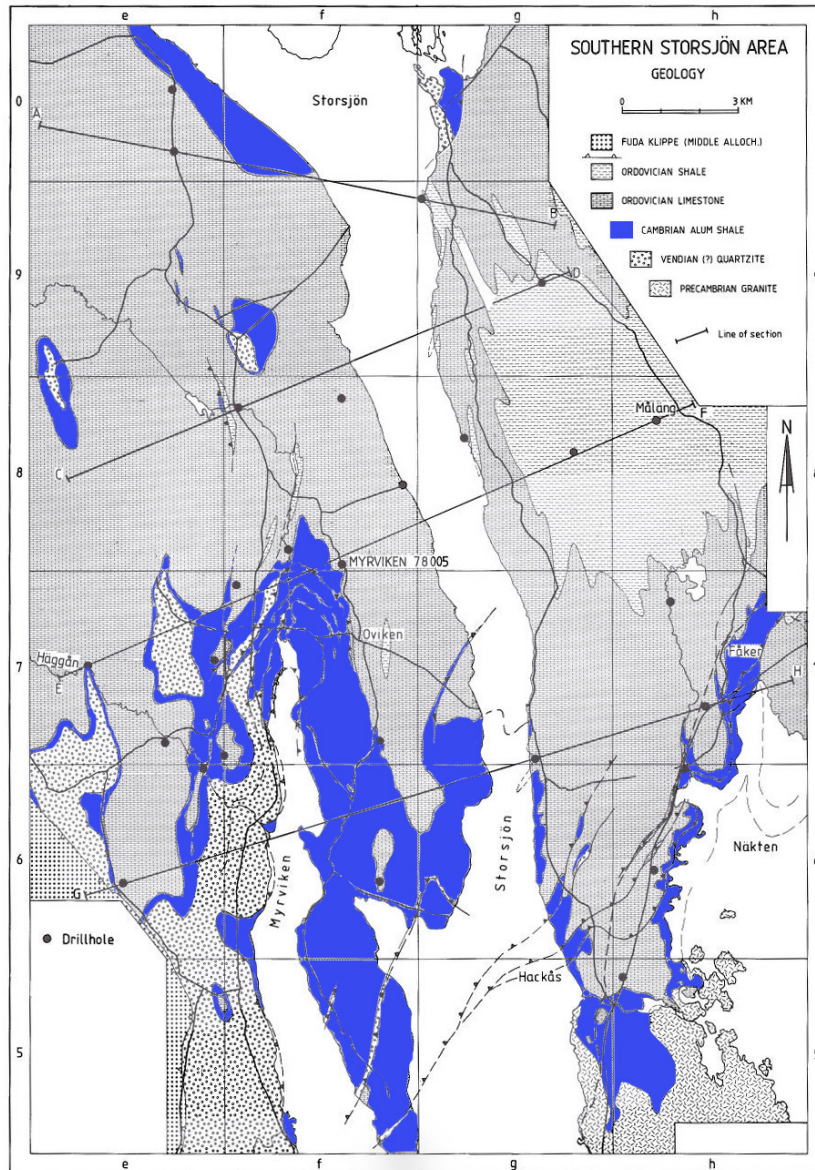 e f g h
SOUTHERN STORSJÖN AREA
GEOLOGY
0 3 KM
FUDA KLIPPE (MIDDLE ALLOCH.)
ORDOVICIAN SHALE
ORDOVICIAN LIMESTONE
CAMBRIAN ALUM SHALE
VENDIAN (?) QUARTZITE
PRECAMBRIAN GRANITE
Line of section
0
Storsjön
A
B
9
D
N
Måläng
F
8
C
MYRVIKEN 78005
Oviken
Häggån
E
7
Fåker
H
Storsjön
Näkten
6
Myrviken
G
Drillhole
Hackås
5
e f g h